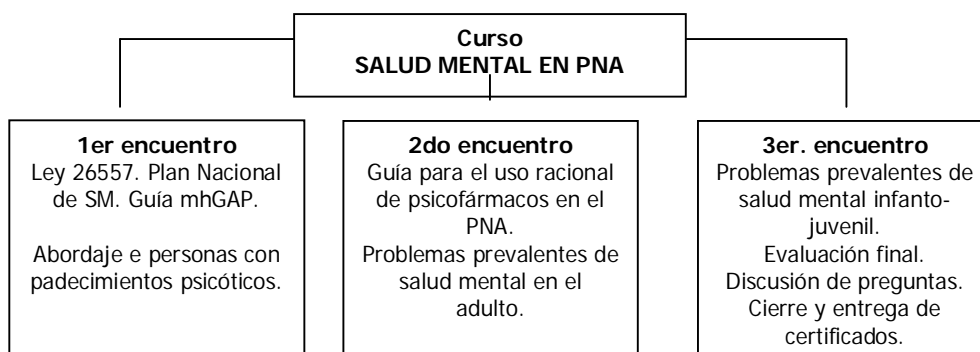 Curso
SALUD MENTAL EN PNA
1er encuentro
Ley 26557. Plan Nacional
de SM. Guía mhGAP.
Abordaje e personas con
padecimientos psicóticos.
2do encuentro
Guía para el uso racional
de psicofármacos en el
PNA.
Problemas prevalentes de
salud mental en el
adulto.
3er. encuentro
Problemas prevalentes de
salud mental infanto-
juvenil.
Evaluación final.
Discusión de preguntas.
Cierre y entrega de
certificados.